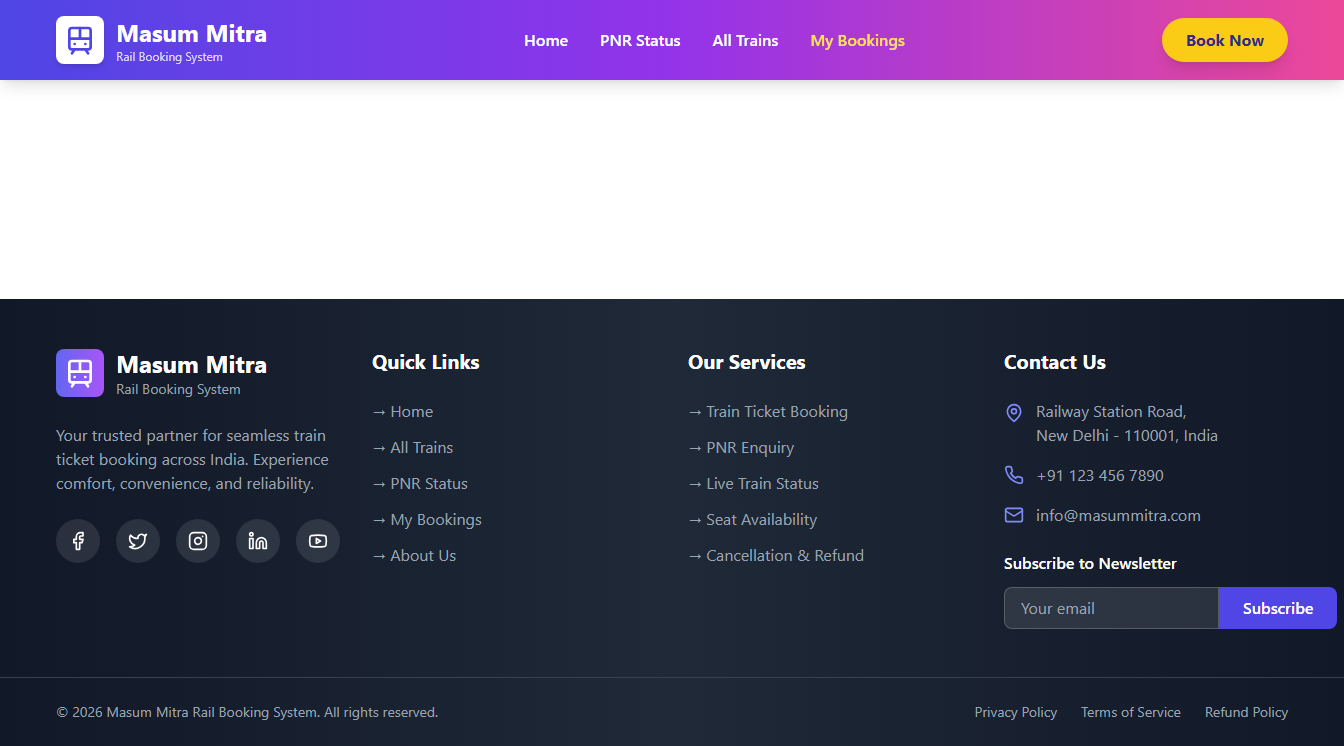 Masum Mitra
Rail Booking System
Home
PNR Status
All Trains
My Bookings
Book Now
Masum Mitra
Rail Booking System
Your trusted partner for seamless train
ticket booking across India. Experience
comfort, convenience, and reliability.
Quick Links
→ Home
→ All Trains
→ PNR Status
→ My Bookings
→ About Us
Our Services
→ Train Ticket Booking
→ PNR Enquiry
→ Live Train Status
→ Seat Availability
→ Cancellation & Refund
Contact Us
Railway Station Road,
New Delhi - 110001, India
+91 123 456 7890
info@masummitra.com
Subscribe to Newsletter
Your email
Subscribe
© 2026 Masum Mitra Rail Booking System. All rights reserved.
Privacy Policy
Terms of Service
Refund Policy